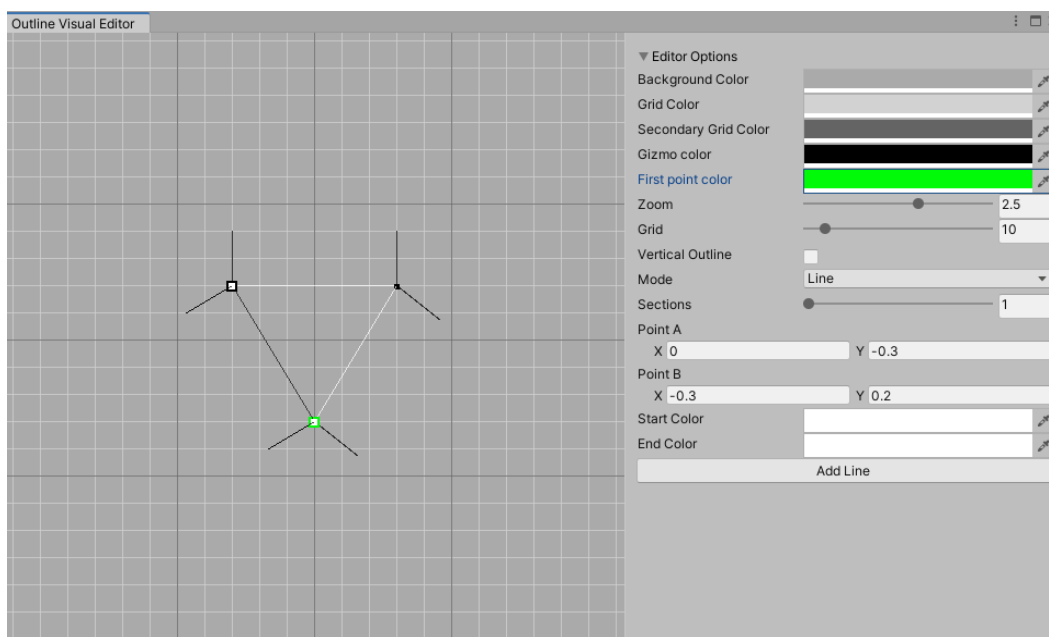 Outline Visual Editor
Editor Options
Background Color
Grid Color
Secondary Grid Color
Gizmo color
First point color
Zoom 2.5
Grid 10
Vertical Outline
Mode Line
Sections 1
Point A
X 0 Y -0.3
Point B
X -0.3 Y 0.2
Start Color
End Color
Add Line